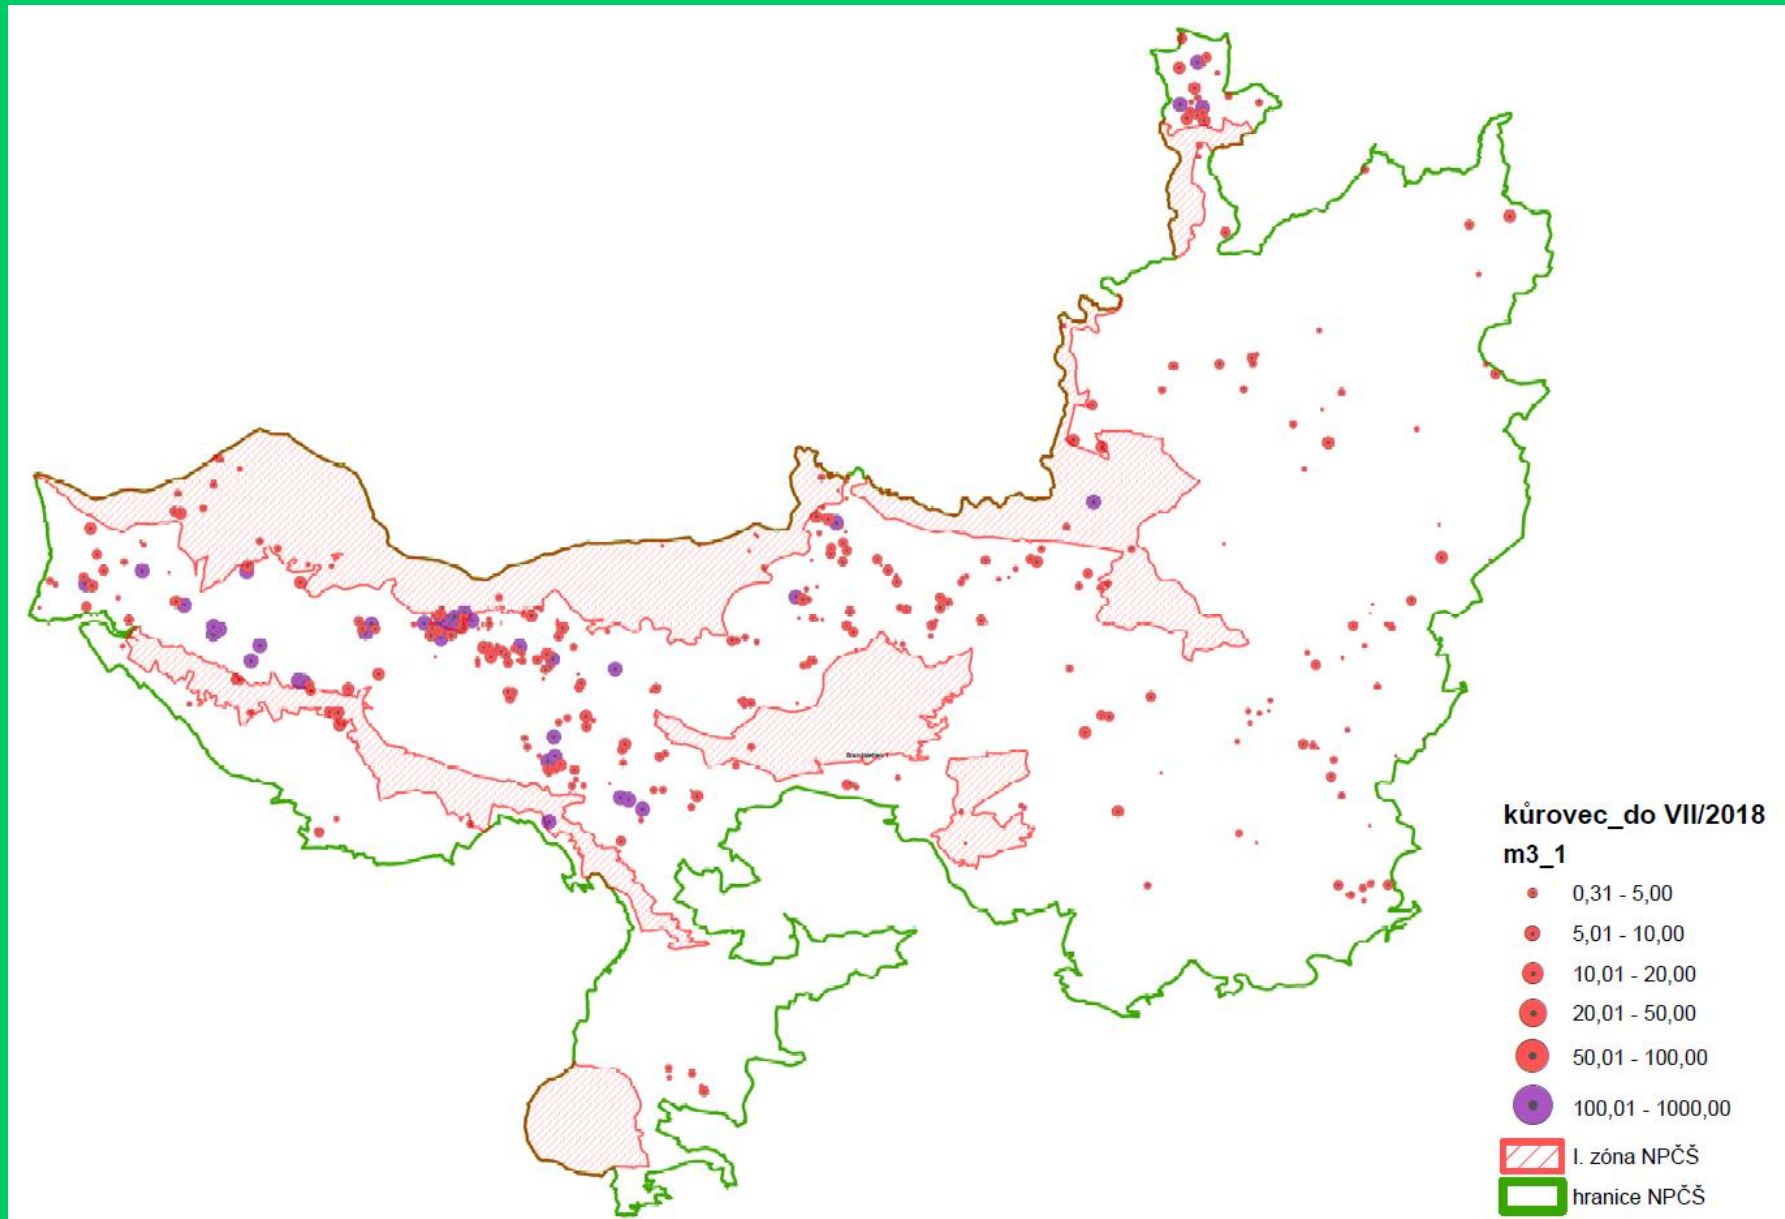 kůrovec_do VII/2018
m3_1
0,31 - 5,00
5,01 - 10,00
10,01 - 20,00
20,01 - 50,00
50,01 - 100,00
100,01 - 1000,00
I. zóna NPČŠ
hranice NPČŠ